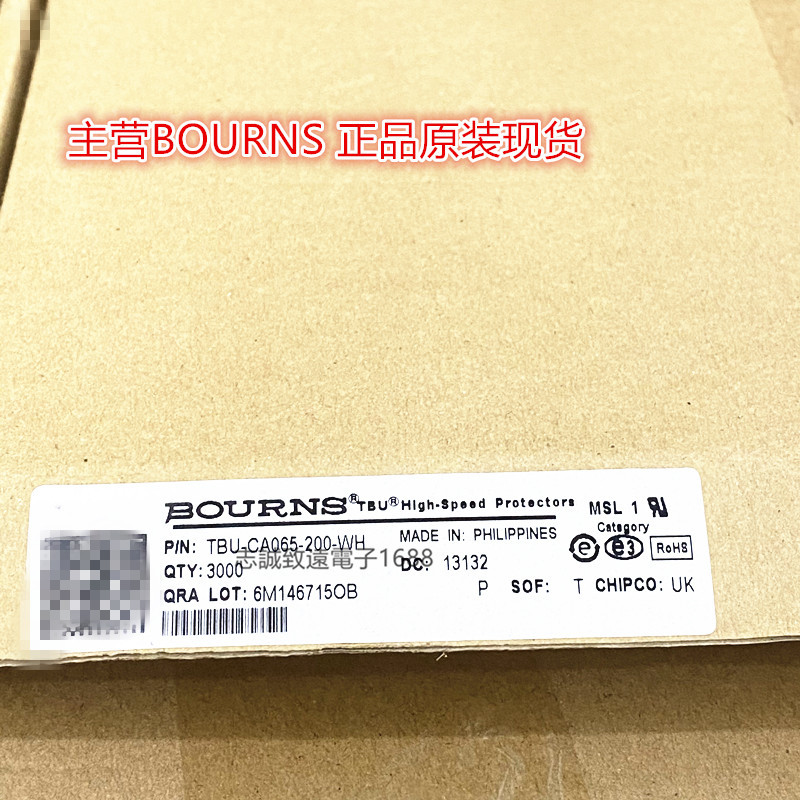 主营BOURNS 正品原装现货
BOURNS® TBU® High-Speed Protectors MSL 1
P/N: TBU-CA065-200-WH MADE IN: PHILIPPINES Category
志誠致遠電子1688
QTY: 3000 DC: 13132 e e3 RoHS
QRA LOT: 6M146715OB P SOF: T CHIPCO: UK